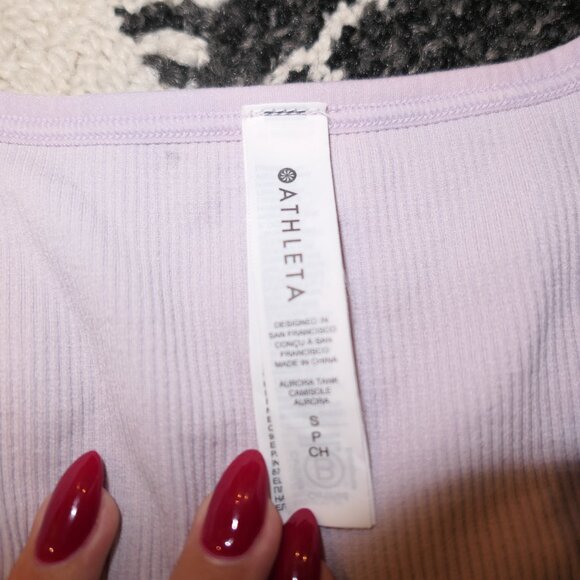 ATHLETA
DESIGNED IN
SAN FRANCISCO
CONÇU À SAN
FRANCISCO
MADE IN CHINA
AURORA TANK
CAMISOLE
AURORA
S
P
CH
B